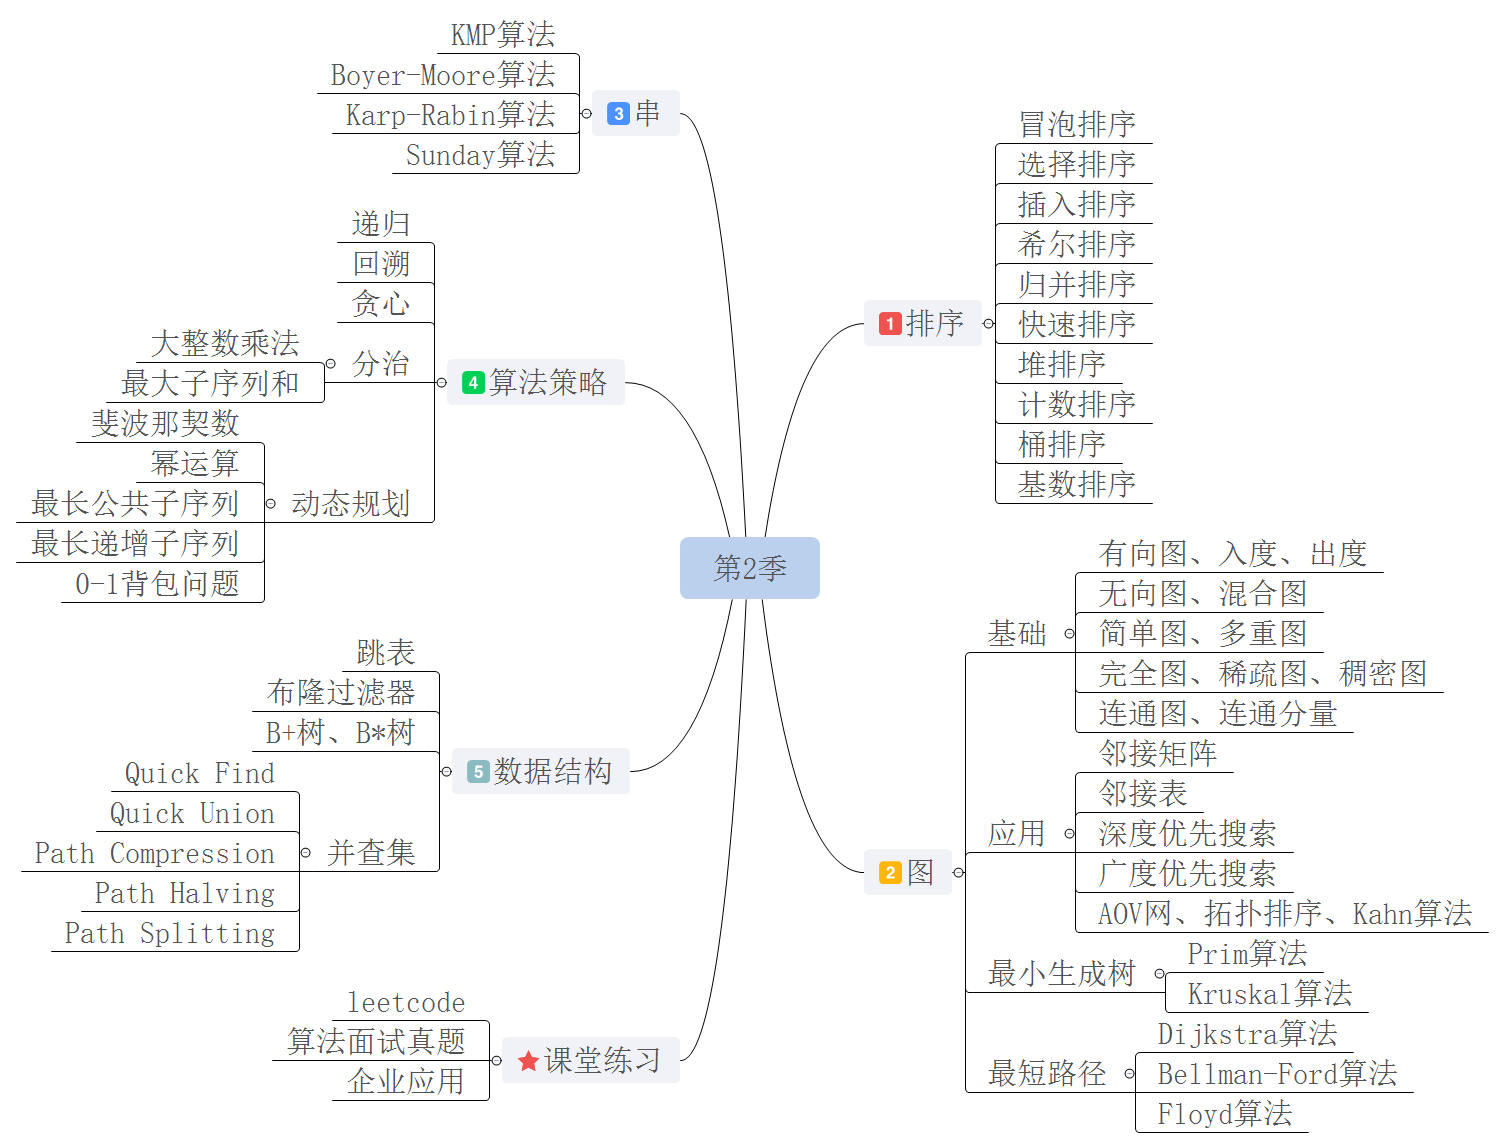 第2季
1 排序
冒泡排序
选择排序
插入排序
希尔排序
归并排序
快速排序
堆排序
计数排序
桶排序
基数排序
2 图
基础
有向图、入度、出度
无向图、混合图
简单图、多重图
完全图、稀疏图、稠密图
连通图、连通分量
应用
邻接矩阵
邻接表
深度优先搜索
广度优先搜索
AOV网、拓扑排序、Kahn算法
最小生成树
Prim算法
Kruskal算法
最短路径
Dijkstra算法
Bellman-Ford算法
Floyd算法
3 串
KMP算法
Boyer-Moore算法
Karp-Rabin算法
Sunday算法
4 算法策略
递归
回溯
贪心
分治
大整数乘法
最大子序列和
动态规划
斐波那契数
幂运算
最长公共子序列
最长递增子序列
0-1背包问题
5 数据结构
跳表
布隆过滤器
B+树、B*树
并查集
Quick Find
Quick Union
Path Compression
Path Halving
Path Splitting
课堂练习
leetcode
算法面试真题
企业应用